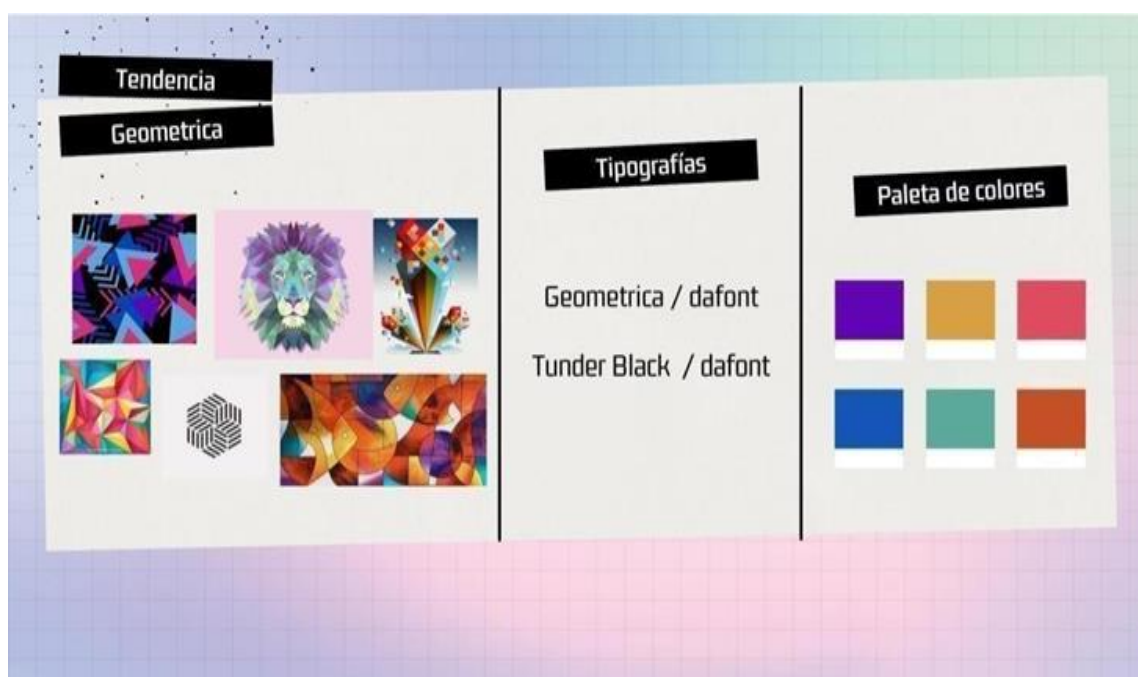 Tendencia
Geometrica
Tipografías
Geometrica / dafont
Tunder Black / dafont
Paleta de colores